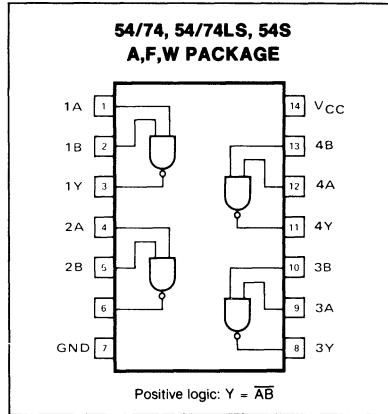 54/74, 54/74LS, 54S
A,F,W PACKAGE
1A 1 14 VCC
1B 2 13 4B
1Y 3 12 4A
2A 4 11 4Y
2B 5 10 3B
6 9 3A
GND 7 8 3Y
Positive logic: Y = A̅B̅